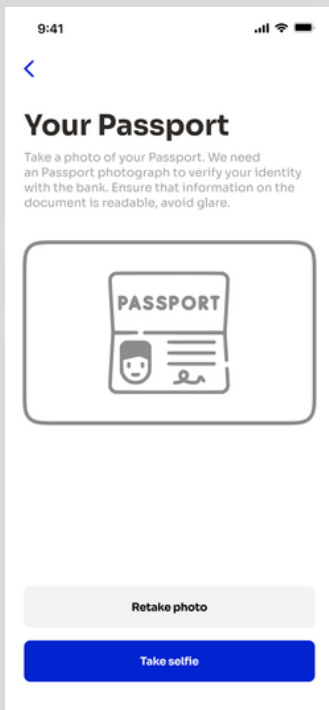 9:41
Your Passport
Take a photo of your Passport. We need
an Passport photograph to verify your identity
with the bank. Ensure that information on the
document is readable, avoid glare.
PASSPORT
Retake photo
Take selfie